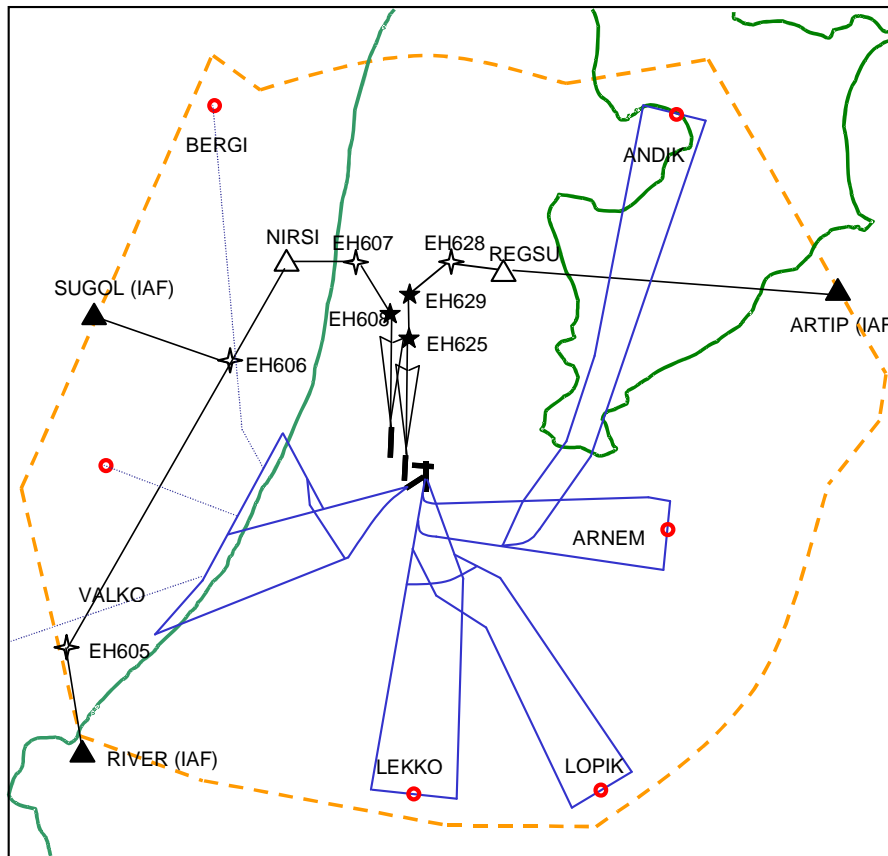 BERGI
ANDIK
NIRSI
EH607
EH628
REGSU
SUGOL (IAF)
EH629
EH608
ARTIP (IAF
EH625
EH606
ARNEM
VALKO
EH605
RIVER (IAF)
LEKKO
LOPIK